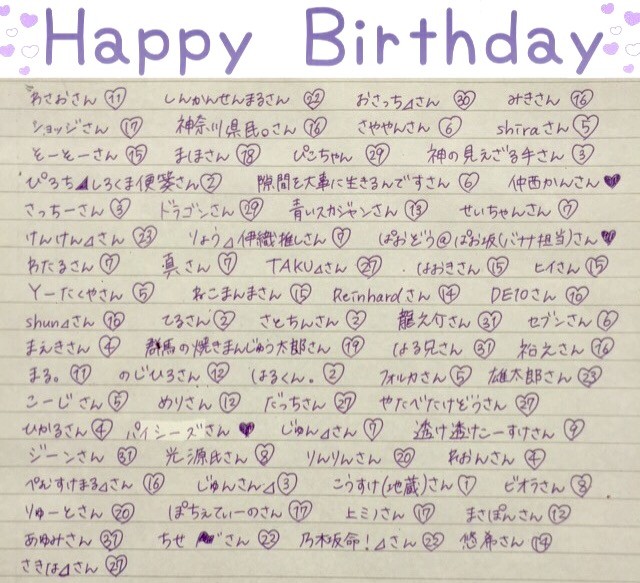 Happy Birthday
あさおさん 11 しんかんせんまるさん 22 おさっち⊿さん 30 みきさん 16
ショッジさん 17 神奈川県民。さん 16 さややんさん 6 shiraさん 5
そーそーさん 15 まほさん 18 ぴこちゃん 29 神の見えざる手さん 3
ぴろち⊿しろくま便箋さん 2 隙間を大事に生きるんですさん 6 仲西かんさん
さっちーさん 3 ドラゴンさん 29 青いスカジャンさん 13 せいちゃんさん 7
けんけん⊿さん 23 りょう⊿伊織推しさん 7 ぱおどう@ぱお坂(バナナ担当)さん
わたるさん 7 真さん 7 TAKU⊿さん 27 はおきさん 15 ヒイさん 15
Yーたくやさん 5 ねこまんまさん 15 Reinhardさん 14 DE10さん 10
shun⊿さん 16 てるさん 2 さとちんさん 2 龍之介さん 31 セブンさん 6
まえきさん 4 群馬の焼きまんじゅう太郎さん 19 はる兄さん 31 裕えさん 16
まる。 11 のじひろさん 12 はるくん。 2 フォルカさん 5 雄太郎さん 23
こーじさん 5 めりさん 12 だっちさん 27 やたべたけどうさん 27
ひかるさん 4 パイシーズさん じゅん⊿さん 7 透け透けこーすけさん 9
ジーンさん 31 光源氏さん 8 りんりんさん 20 れおんさん 4
ぺむすけまる⊿さん 16 じゅんさん⊿ 3 こうすけ(地蔵)さん 1 ビオラさん 8
りゅーとさん 20 ぽちぇてぃーのさん 17 ヒミノさん 17 まさぽんさん 12
あゆみさん 31 ちせ さん 22 乃木坂命!⊿さん 25 悠希さん 14
さきは⊿さん 27